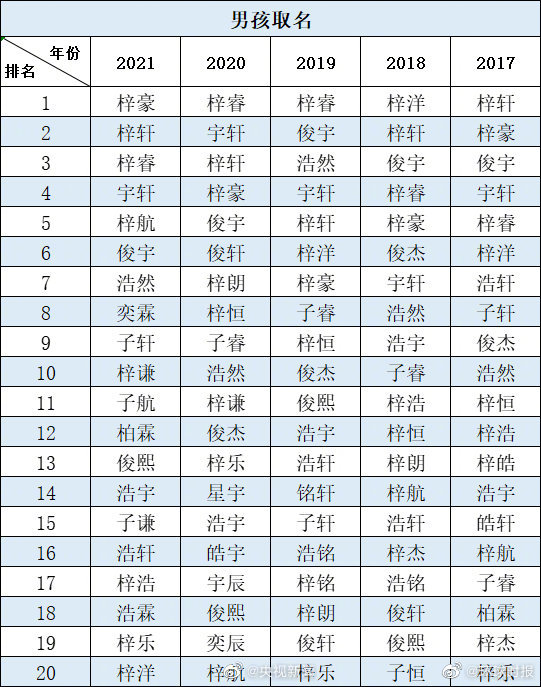 男孩取名
年份
排名 2021 2020 2019 2018 2017
1 梓豪 梓睿 梓睿 梓洋 梓轩
2 梓轩 宇轩 俊宇 梓轩 梓豪
3 梓睿 梓轩 浩然 俊宇 俊宇
4 宇轩 梓豪 宇轩 梓睿 宇轩
5 梓航 俊宇 梓轩 梓豪 梓睿
6 俊宇 俊轩 梓洋 俊杰 梓洋
7 浩然 梓朗 梓豪 宇轩 浩轩
8 奕霖 梓恒 子睿 浩然 子轩
9 子轩 子睿 梓恒 浩宇 俊杰
10 梓谦 浩然 俊杰 子睿 浩然
11 子航 梓谦 俊熙 梓浩 梓恒
12 柏霖 俊杰 浩宇 梓恒 梓浩
13 俊熙 梓乐 浩轩 梓朗 梓皓
14 浩宇 星宇 铭轩 梓航 浩宇
15 子谦 浩宇 子轩 浩轩 皓轩
16 浩轩 皓宇 浩铭 梓杰 梓航
17 梓浩 宇辰 梓铭 浩铭 子睿
18 浩霖 俊熙 梓朗 俊轩 柏霖
19 梓乐 奕辰 俊轩 俊熙 梓杰
20 梓洋 梓航 梓乐 子恒
@央视新闻